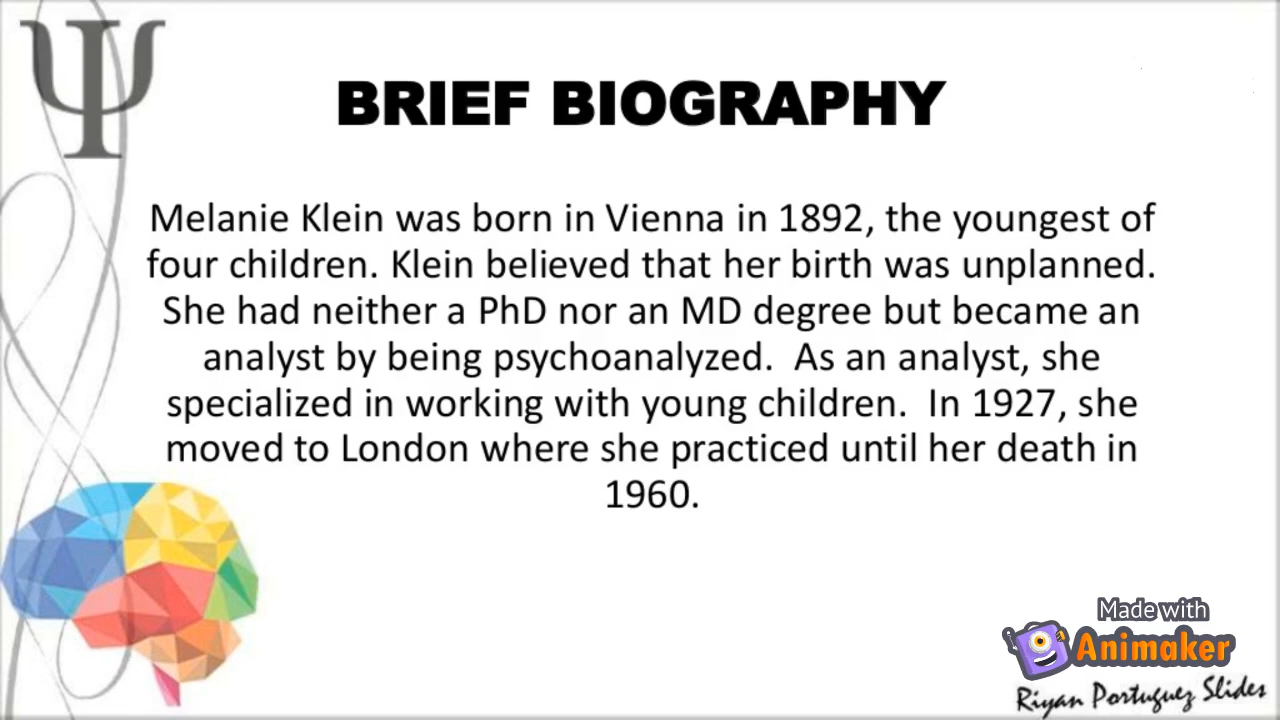 Ψ
BRIEF BIOGRAPHY
Melanie Klein was born in Vienna in 1892, the youngest of
four children. Klein believed that her birth was unplanned.
She had neither a PhD nor an MD degree but became an
analyst by being psychoanalyzed.  As an analyst, she
specialized in working with young children.  In 1927, she
moved to London where she practiced until her death in
1960.
Made with
Animaker
Riyan Portuguez Slides